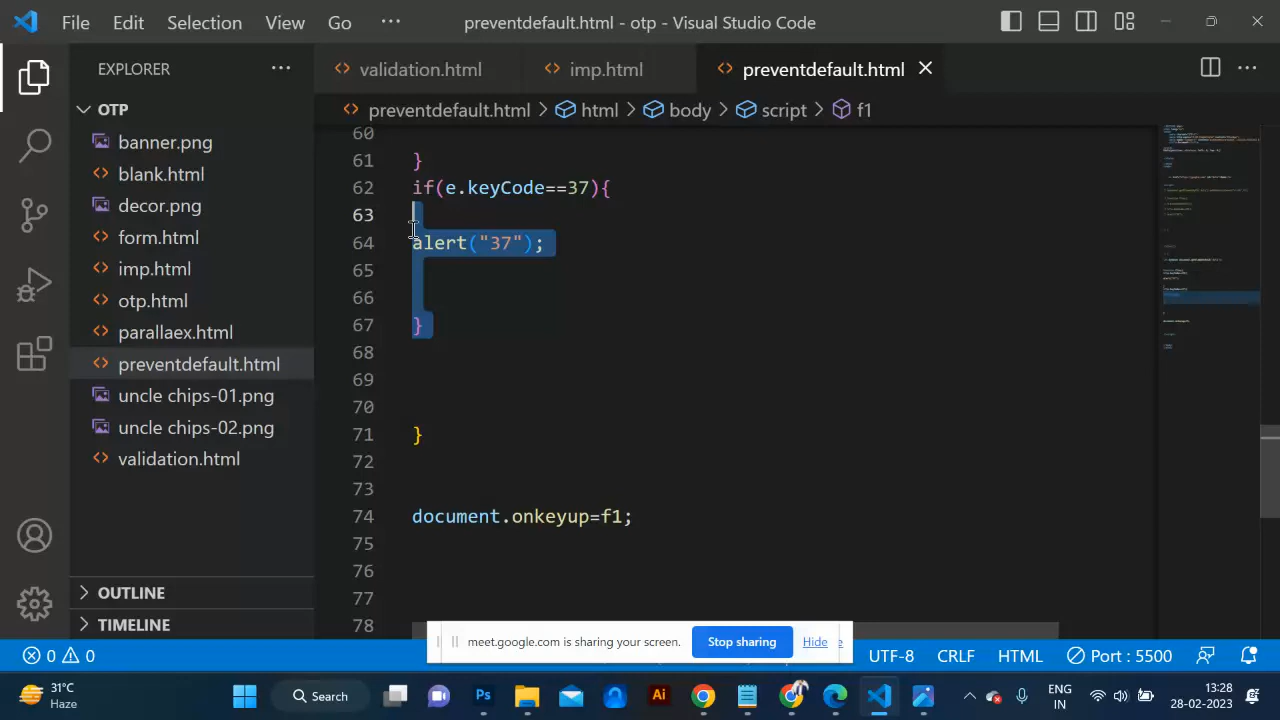 File Edit Selection View Go ··· preventdefault.html - otp - Visual Studio Code
EXPLORER ··· validation.html imp.html preventdefault.html
OTP
preventdefault.html > html > body > script > f1
banner.png
blank.html
decor.png
form.html
imp.html
otp.html
parallaex.html
preventdefault.html
uncle chips-01.png
uncle chips-02.png
validation.html
OUTLINE
TIMELINE
60
61 }
62 if(e.keyCode==37){
63
64 alert("37");
65
66
67 }
68
69
70
71 }
72
73
74 document.onkeyup=f1;
75
76
77
78
meet.google.com is sharing your screen. Stop sharing Hide
0 0 UTF-8 CRLF HTML Port : 5500
31°C
Haze
Search
Ps
Ai
ENG
IN
13:28
28-02-2023